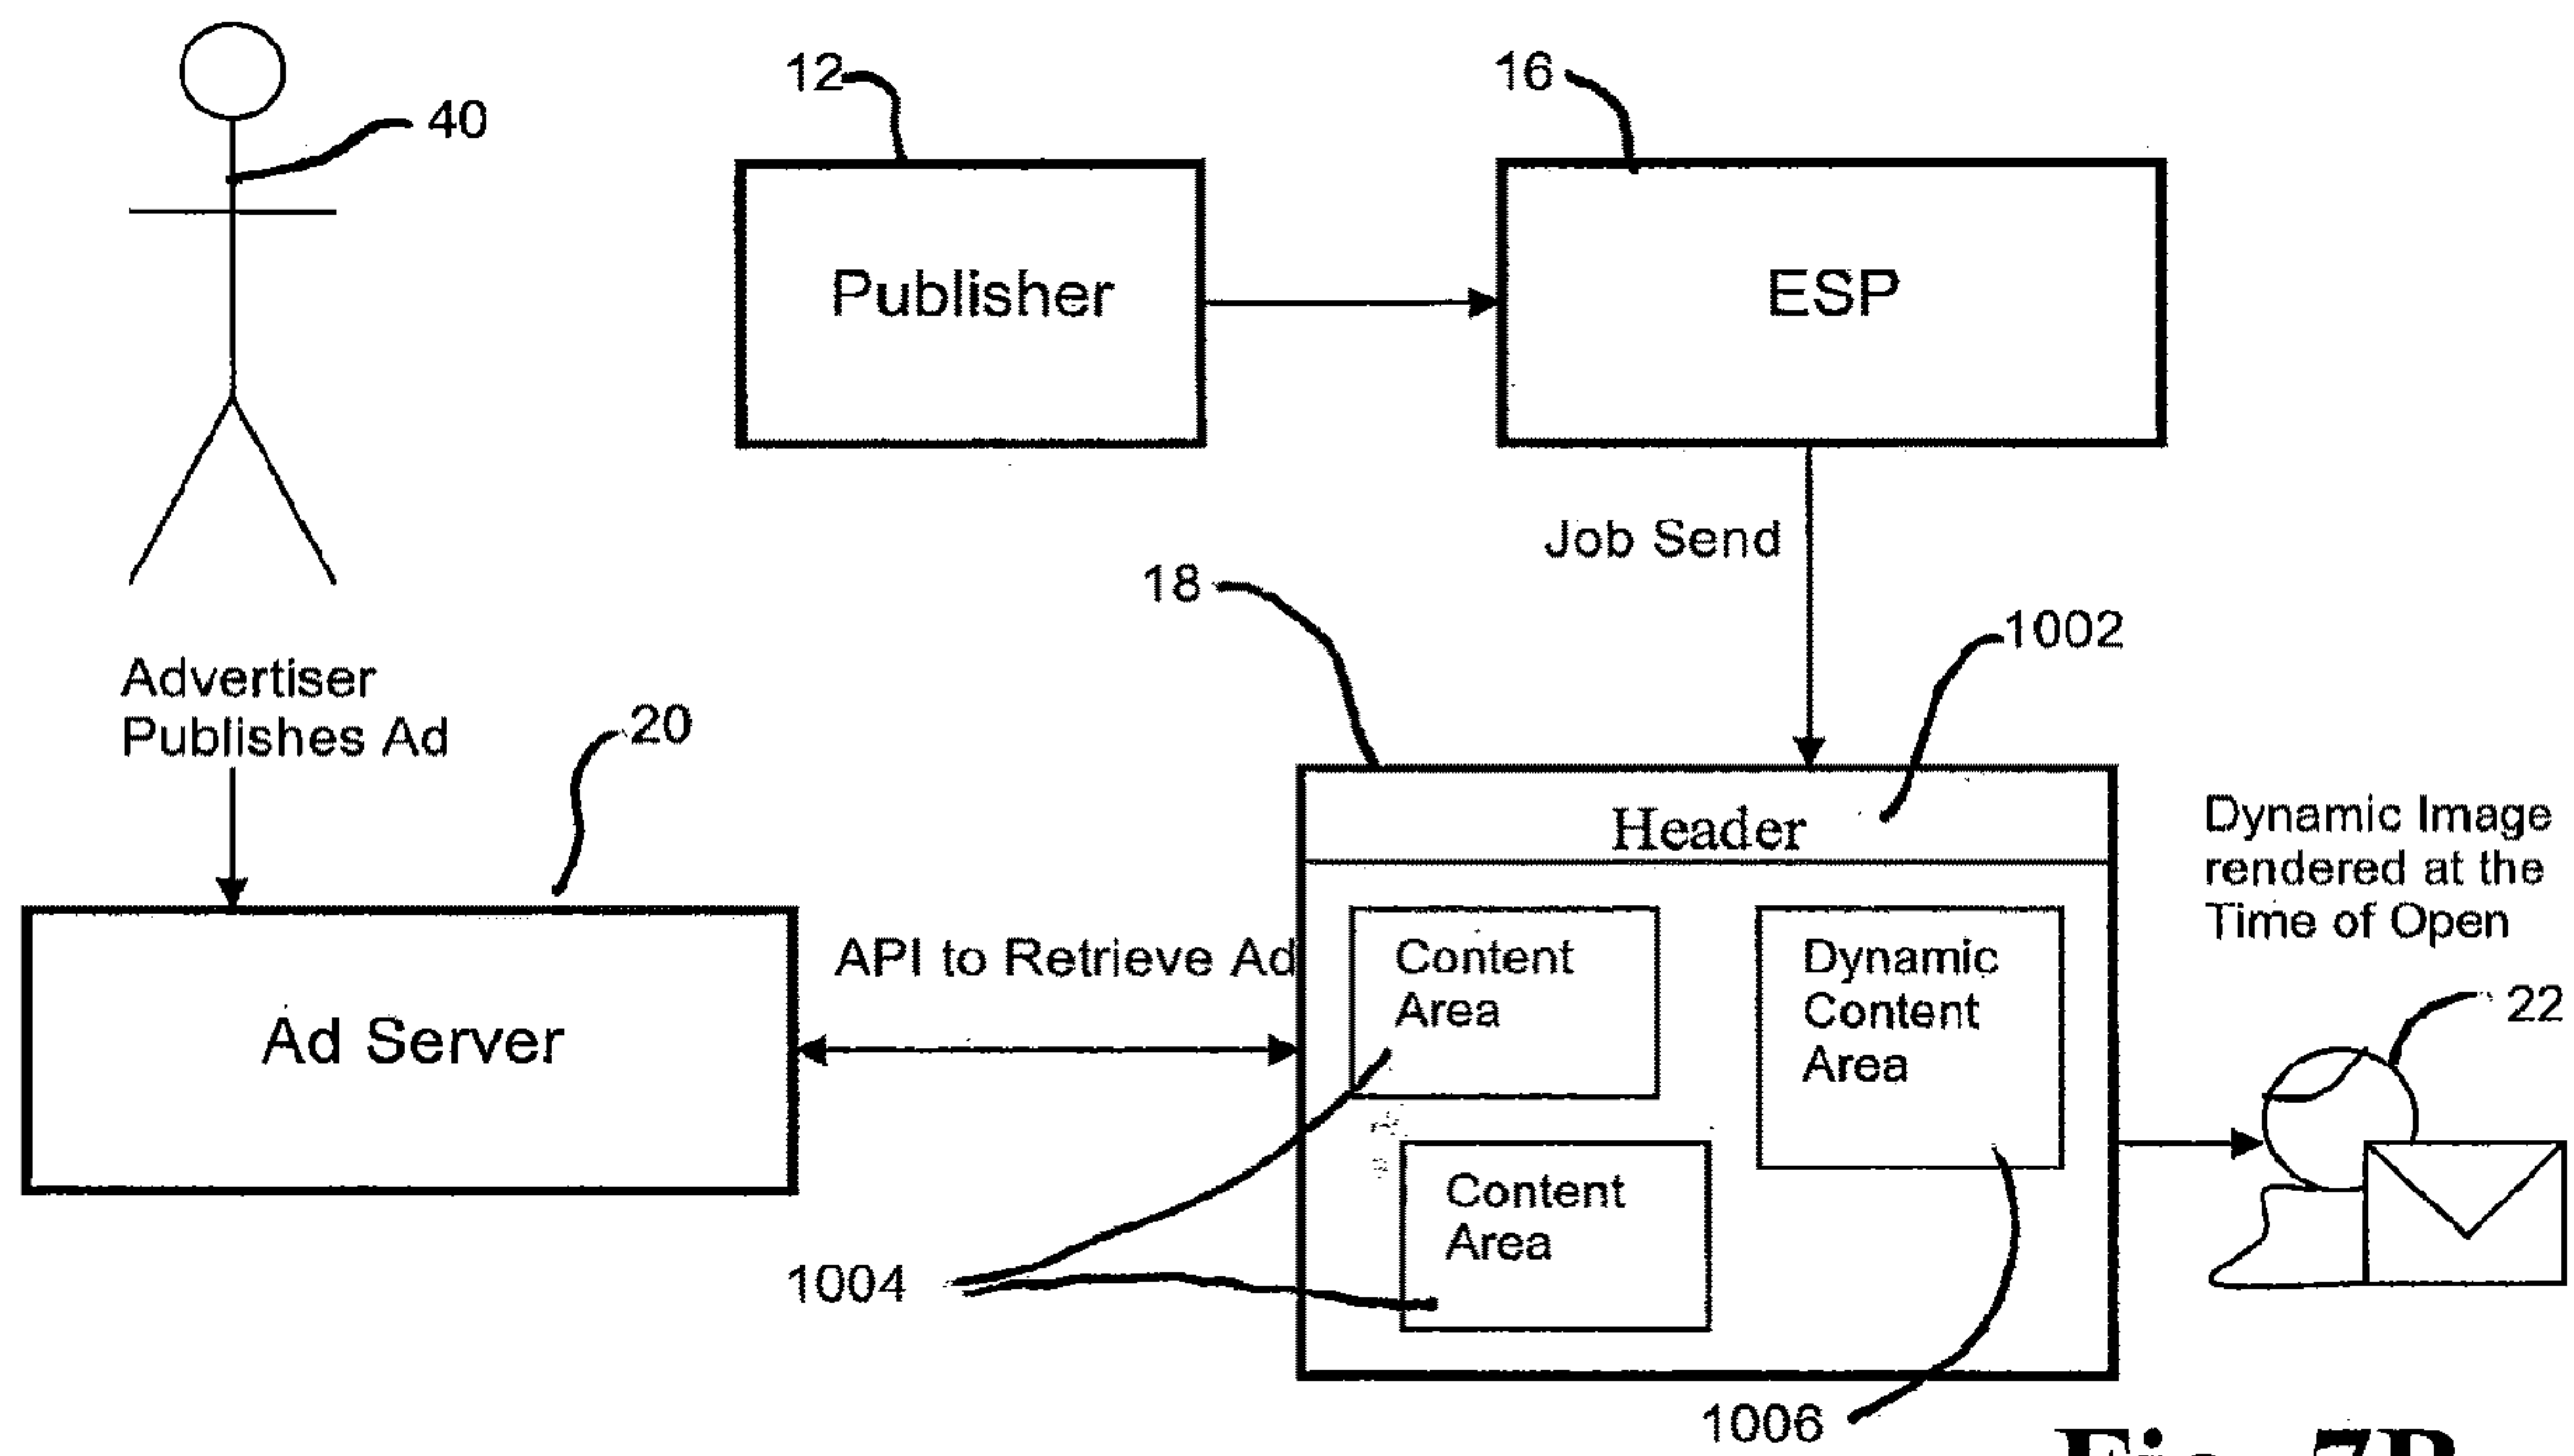 12
16
40
Publisher
ESP
Job Send
18
1002
Advertiser
Publishes Ad
20
Header
Dynamic Image
rendered at the
Time of Open
API to Retrieve Ad
Content
Area
Dynamic
Content
Area
22
Ad Server
Content
Area
1004
1006
Fig. 7B